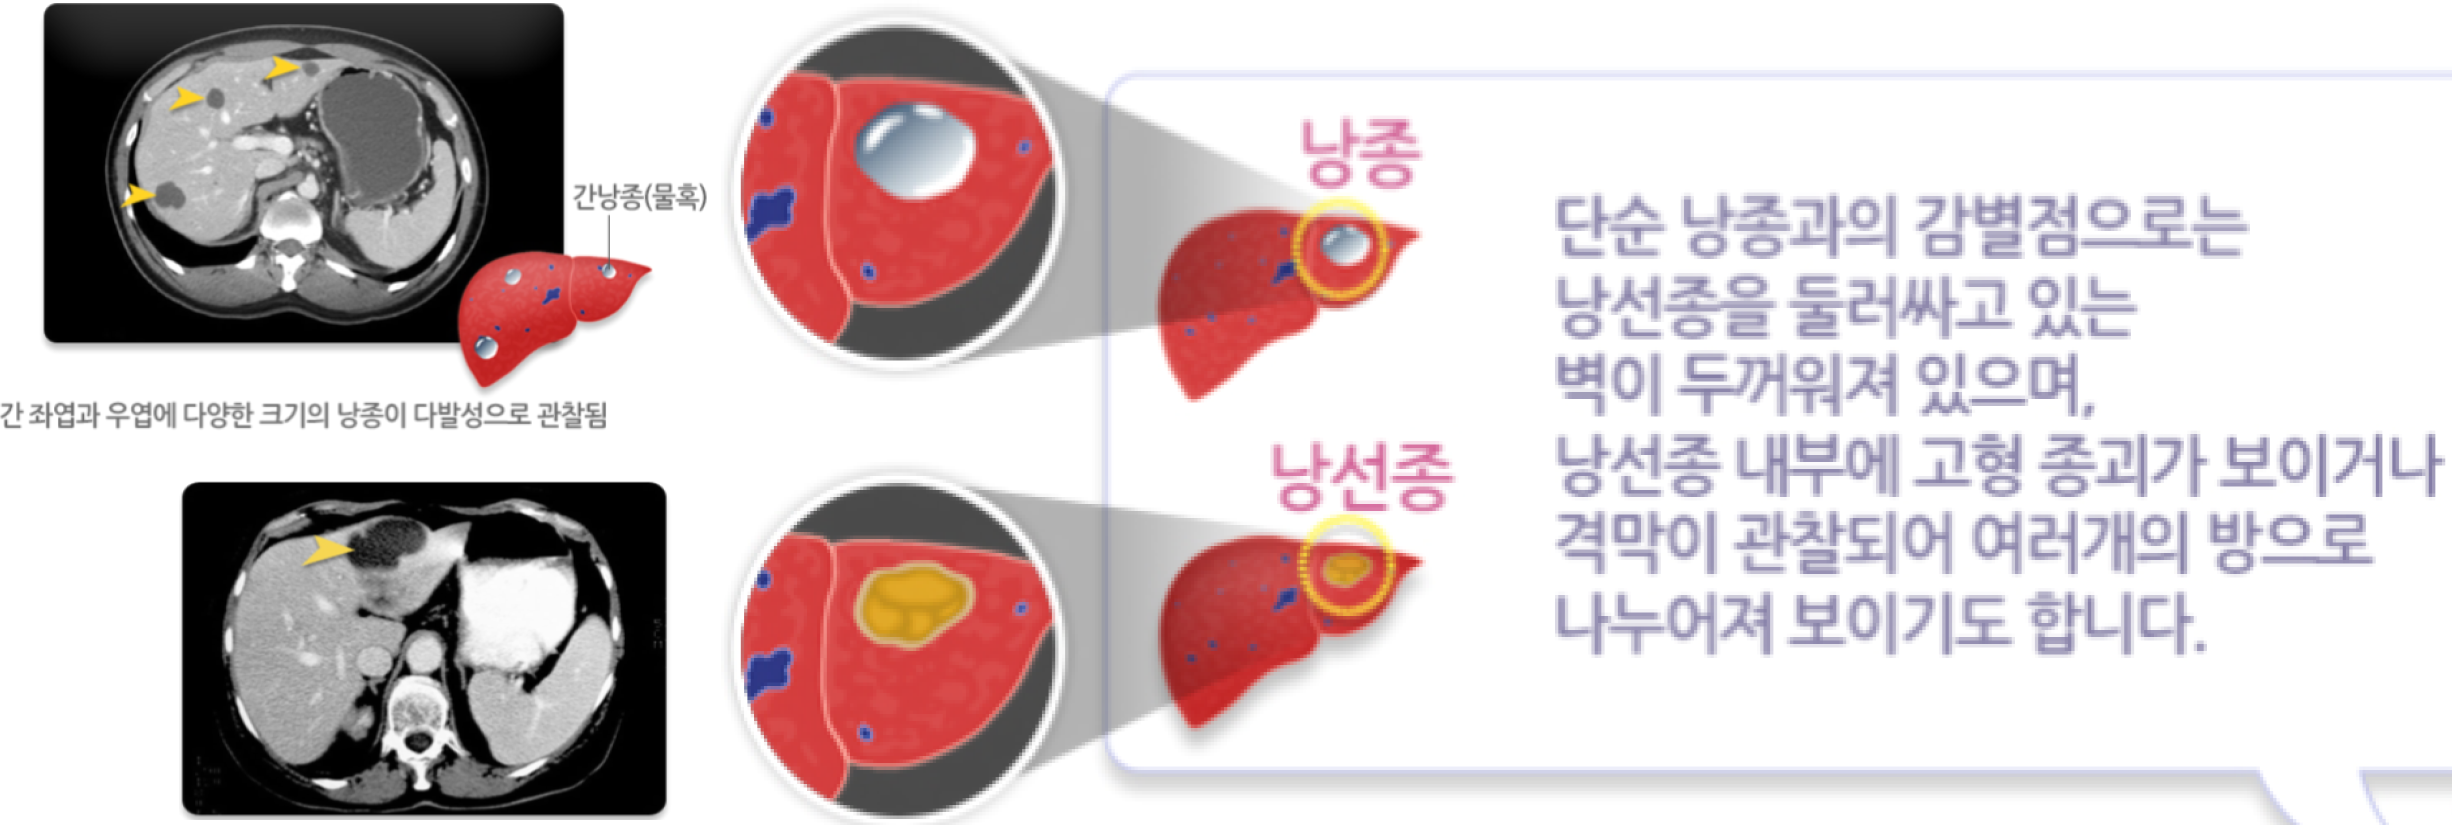 간낭종(물혹)
간 좌엽과 우엽에 다양한 크기의 낭종이 다발성으로 관찰됨
낭종
낭선종
단순 낭종과의 감별점으로는
낭선종을 둘러싸고 있는
벽이 두꺼워져 있으며,
낭선종 내부에 고형 종괴가 보이거나
격막이 관찰되어 여러개의 방으로
나누어져 보이기도 합니다.